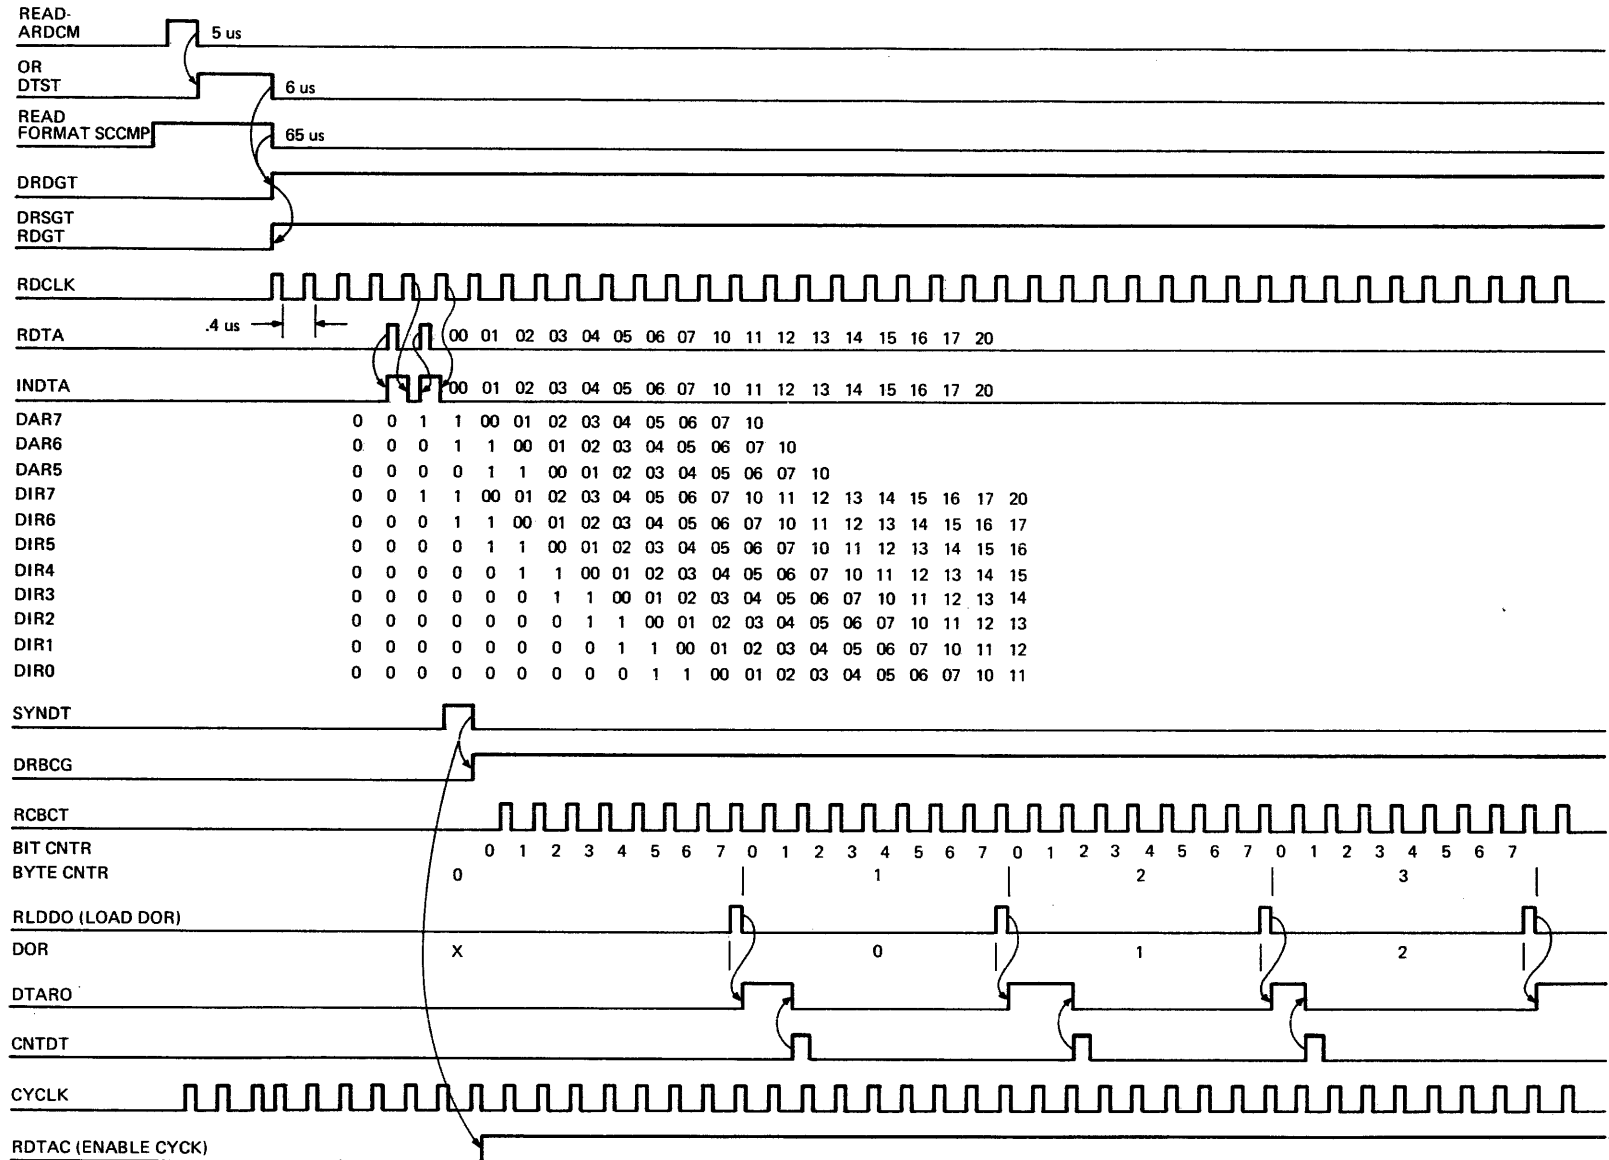 READ-
ARDCM
5 us
OR
DTST
6 us
READ
FORMAT SCCMP
65 us
DRDGT
DRSGT
RDGT
RDCLK
.4 us
RDTA 00 01 02 03 04 05 06 07 10 11 12 13 14 15 16 17 20
INDTA 00 01 02 03 04 05 06 07 10 11 12 13 14 15 16 17 20
DAR7 0 0 1 1 00 01 02 03 04 05 06 07 10
DAR6 0 0 0 1 1 00 01 02 03 04 05 06 07 10
DAR5 0 0 0 0 1 1 00 01 02 03 04 05 06 07 10
DIR7 0 0 1 1 00 01 02 03 04 05 06 07 10 11 12 13 14 15 16 17 20
DIR6 0 0 0 1 1 00 01 02 03 04 05 06 07 10 11 12 13 14 15 16 17
DIR5 0 0 0 0 1 1 00 01 02 03 04 05 06 07 10 11 12 13 14 15 16
DIR4 0 0 0 0 0 1 1 00 01 02 03 04 05 06 07 10 11 12 13 14 15
DIR3 0 0 0 0 0 0 1 1 00 01 02 03 04 05 06 07 10 11 12 13 14
DIR2 0 0 0 0 0 0 0 1 1 00 01 02 03 04 05 06 07 10 11 12 13
DIR1 0 0 0 0 0 0 0 0 1 1 00 01 02 03 04 05 06 07 10 11 12
DIR0 0 0 0 0 0 0 0 0 0 1 1 00 01 02 03 04 05 06 07 10 11
SYNDT
DRBCG
RCBCT
BIT CNTR 0 1 2 3 4 5 6 7 0 1 2 3 4 5 6 7 0 1 2 3 4 5 6 7 0 1 2 3 4 5 6 7
BYTE CNTR 0 1 2 3
RLDDO (LOAD DOR)
DOR X 0 1 2
DTARO
CNTDT
CYCLK
RDTAC (ENABLE CYCK)